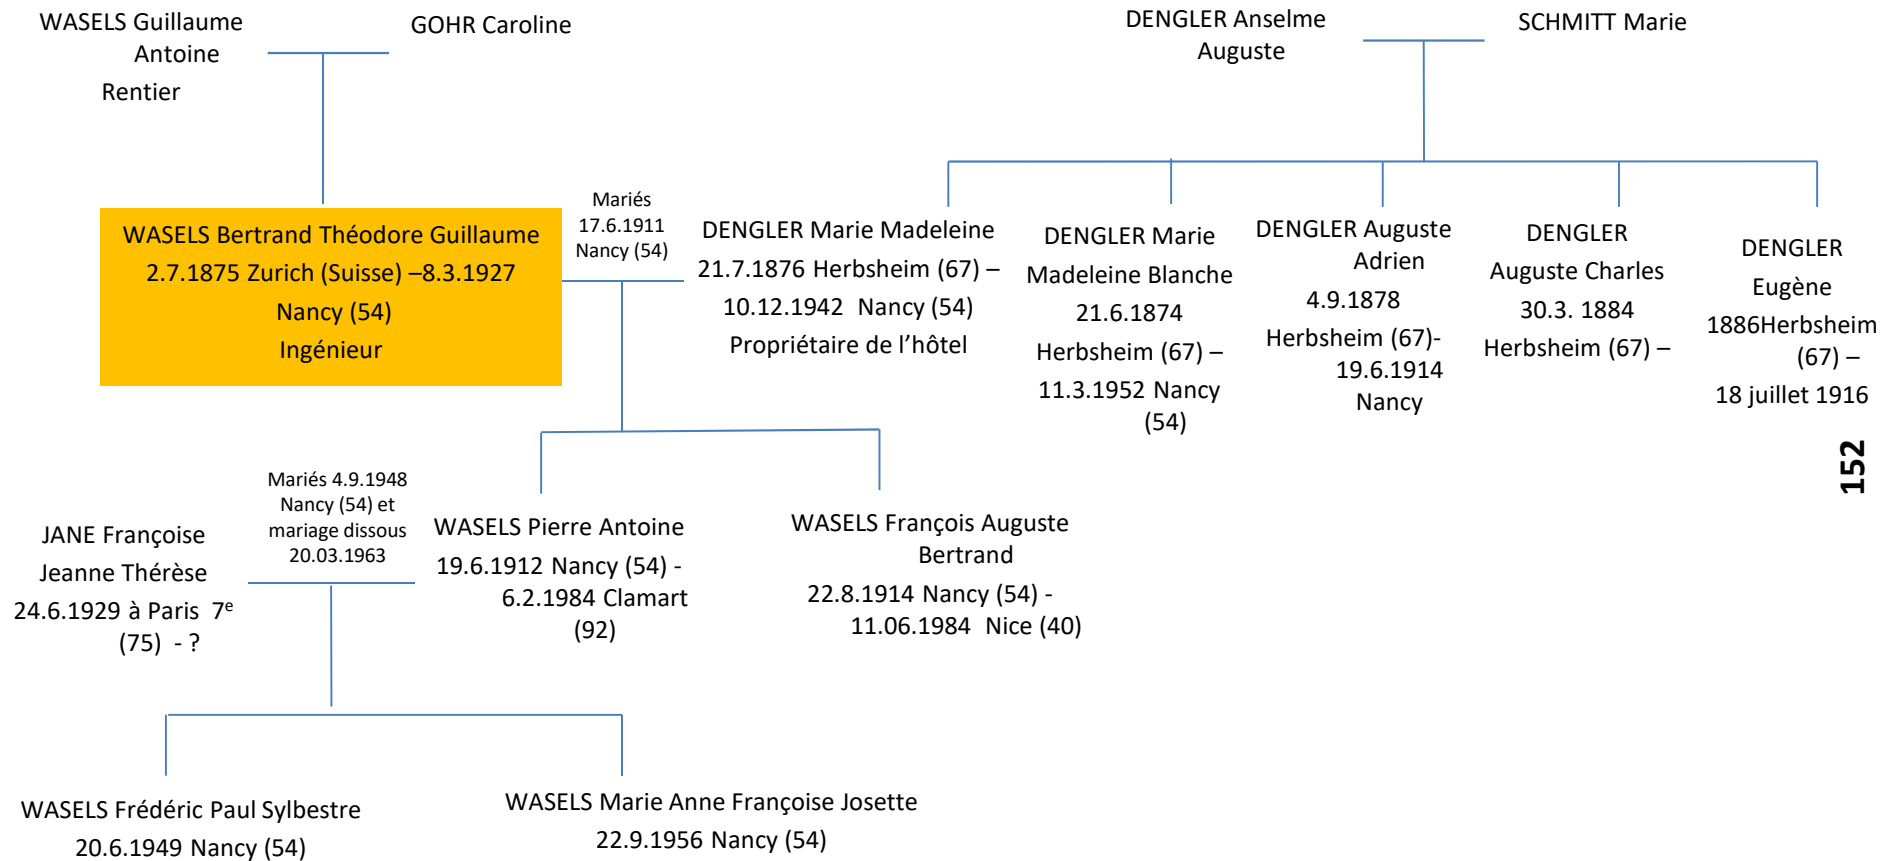 WASELS Guillaume
Antoine
Rentier
GOHR Caroline
DENGLER Anselme
Auguste
SCHMITT Marie
WASELS Bertrand Théodore Guillaume
2.7.1875 Zurich (Suisse) –8.3.1927
Nancy (54)
Ingénieur
Mariés
17.6.1911
Nancy (54)
DENGLER Marie Madeleine
21.7.1876 Herbsheim (67) –
10.12.1942 Nancy (54)
Propriétaire de l’hôtel
DENGLER Marie
Madeleine Blanche
21.6.1874
Herbsheim (67) –
11.3.1952 Nancy
(54)
DENGLER Auguste
Adrien
4.9.1878
Herbsheim (67)-
19.6.1914
Nancy
DENGLER
Auguste Charles
30.3. 1884
Herbsheim (67) –
DENGLER
Eugène
1886Herbsheim
(67) –
18 juillet 1916
152
JANE Françoise
Jeanne Thérèse
24.6.1929 à Paris 7e
(75) - ?
Mariés 4.9.1948
Nancy (54) et
mariage dissous
20.03.1963
WASELS Pierre Antoine
19.6.1912 Nancy (54) -
6.2.1984 Clamart
(92)
WASELS François Auguste
Bertrand
22.8.1914 Nancy (54) -
11.06.1984 Nice (40)
WASELS Frédéric Paul Sylbestre
20.6.1949 Nancy (54)
WASELS Marie Anne Françoise Josette
22.9.1956 Nancy (54)